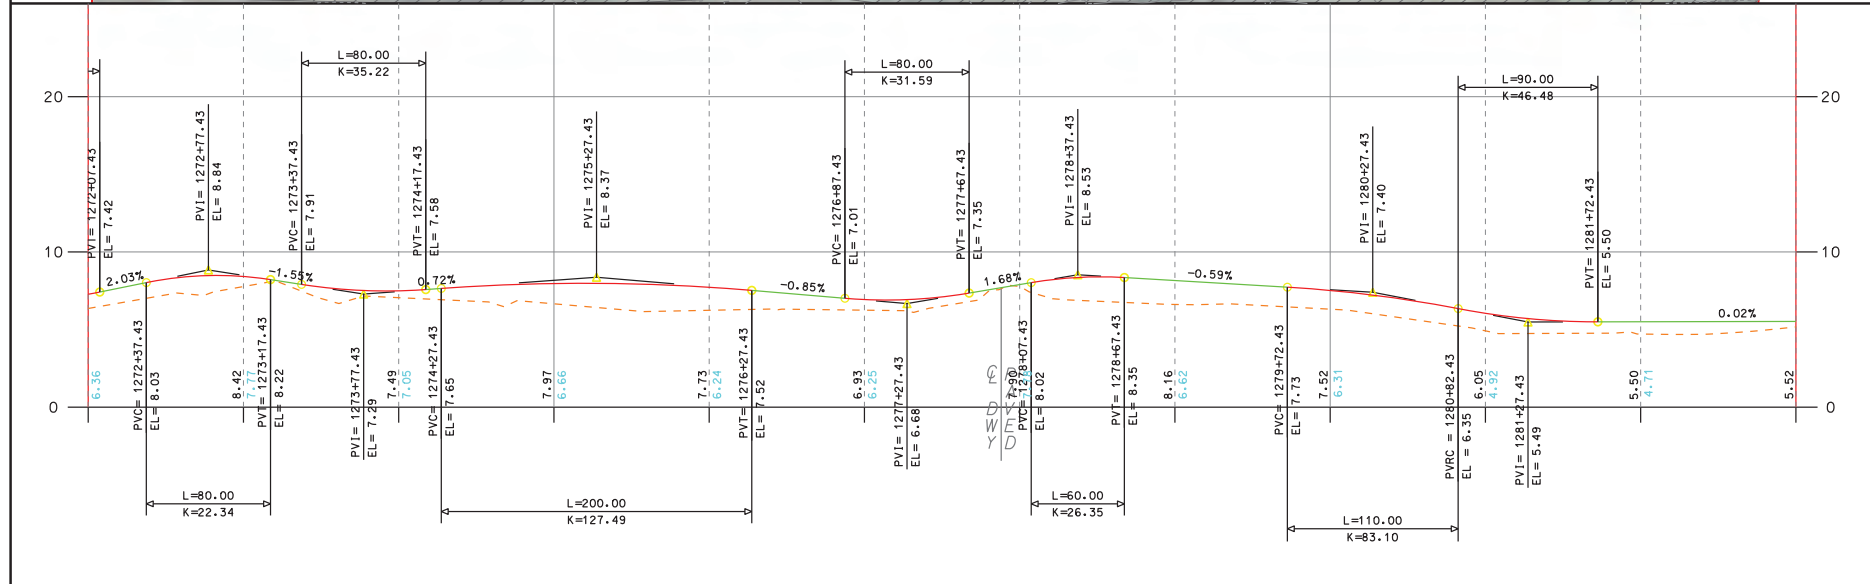 L=80.00
K=35.22
L=80.00
K=31.59
L=90.00
K=46.48
20
20
PVT= 1272+07.43
EL= 7.42
PVI= 1272+77.43
EL= 8.84
PVC= 1273+37.43
EL= 7.91
PVT= 1274+17.43
EL= 7.58
PVI= 1275+27.43
EL= 8.37
PVC= 1276+87.43
EL= 7.01
PVT= 1277+67.43
EL= 7.35
PVI= 1278+37.43
EL= 8.53
PVI= 1280+27.43
EL= 7.40
PVT= 1281+72.43
EL= 5.50
10
10
2.03%
-1.55%
0.72%
-0.85%
1.68%
-0.59%
0.02%
6.36
8.42
7.77
7.49
7.05
7.97
6.66
7.73
6.24
6.93
6.25
7.90
8.16
6.62
7.52
6.31
6.05
4.92
5.50
4.71
5.52
0
0
PVC= 1272+37.43
EL= 8.03
PVT= 1273+17.43
EL= 8.22
PVI= 1273+77.43
EL= 7.29
PVC= 1274+27.43
EL= 7.65
PVT= 1276+27.43
EL= 7.52
PVI= 1277+27.43
EL= 6.68
℄ DWY
PAVED
PVC= 1278+07.43
EL= 8.02
PVT= 1278+67.43
EL= 8.35
PVC= 1279+72.43
EL= 7.73
PVRC = 1280+82.43
EL = 6.35
PVI= 1281+27.43
EL= 5.49
L=80.00
K=22.34
L=200.00
K=127.49
L=60.00
K=26.35
L=110.00
K=83.10